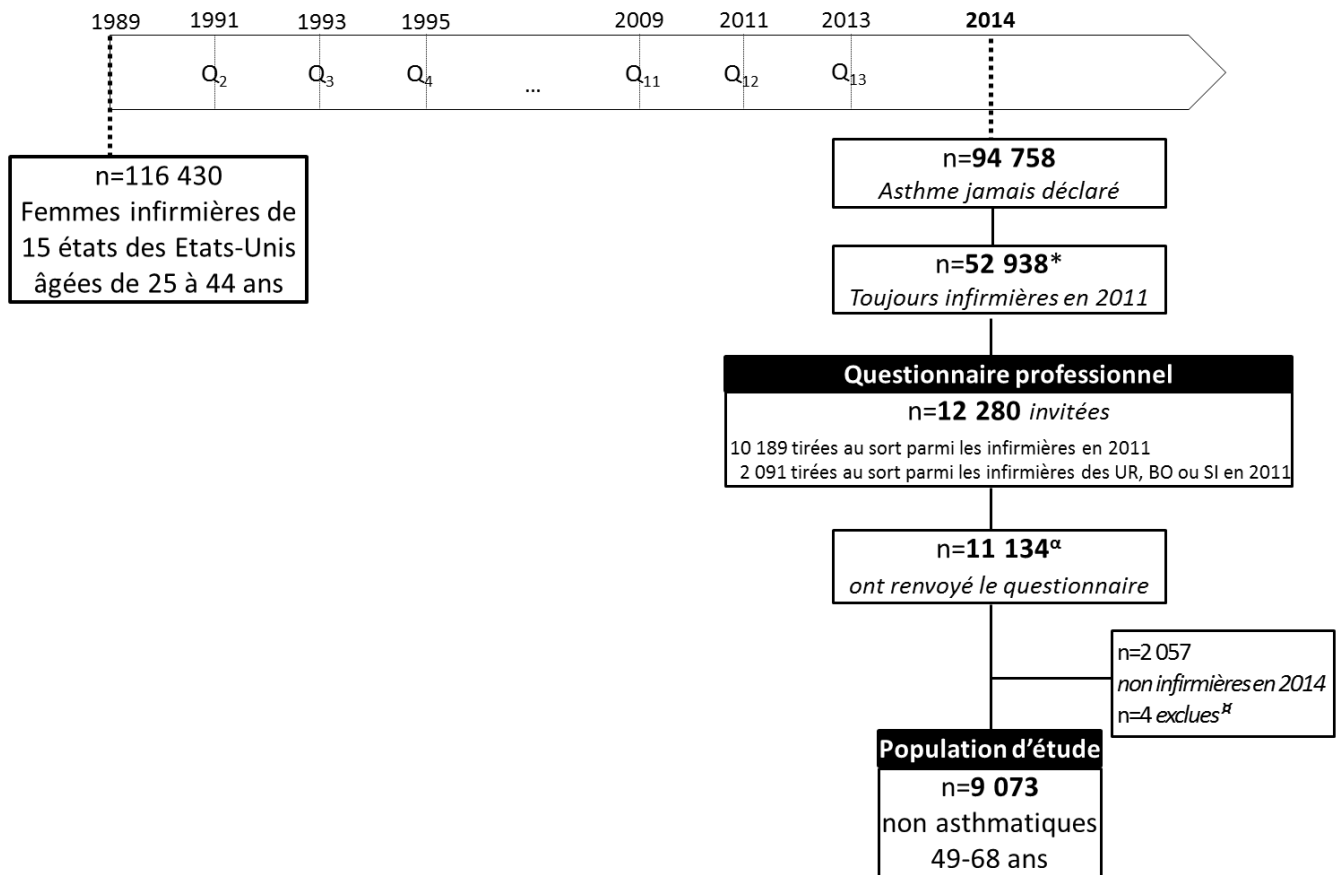 1989 1991 1993 1995 2009 2011 2013 2014
Q2 Q3 Q4 ... Q11 Q12 Q13
n=116 430
Femmes infirmières de
15 états des Etats-Unis
âgées de 25 à 44 ans
n=94 758
Asthme jamais déclaré
n=52 938*
Toujours infirmières en 2011
Questionnaire professionnel
n=12 280 invitées
10 189 tirées au sort parmi les infirmières en 2011
2 091 tirées au sort parmi les infirmières des UR, BO ou SI en 2011
n=11 134α
ont renvoyé le questionnaire
n=2 057
non infirmières en 2014
n=4 exclues¤
Population d’étude
n=9 073
non asthmatiques
49-68 ans